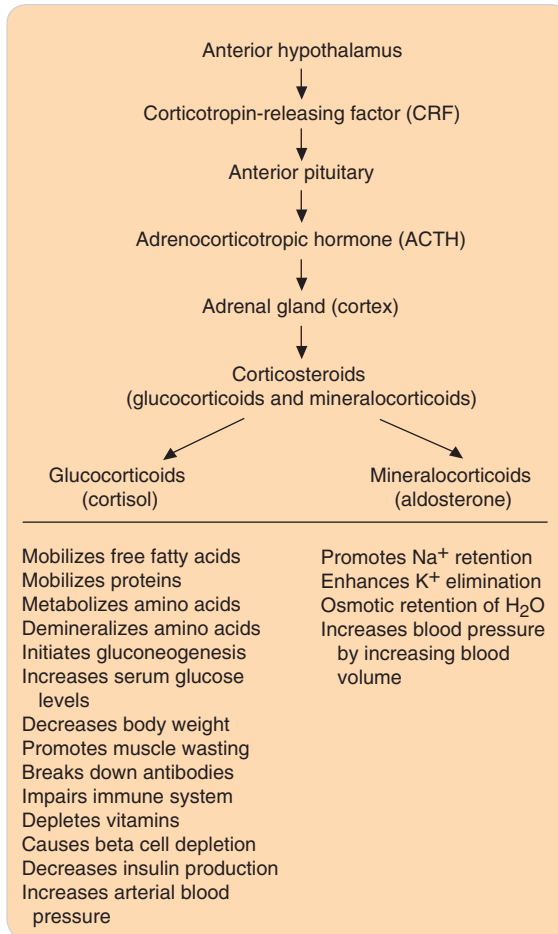 Anterior hypothalamus
Corticotropin-releasing factor (CRF)
Anterior pituitary
Adrenocorticotropic hormone (ACTH)
Adrenal gland (cortex)
Corticosteroids
(glucocorticoids and mineralocorticoids)
Glucocorticoids
(cortisol)
Mobilizes free fatty acids
Mobilizes proteins
Metabolizes amino acids
Demineralizes amino acids
Initiates gluconeogenesis
Increases serum glucose
levels
Decreases body weight
Promotes muscle wasting
Breaks down antibodies
Impairs immune system
Depletes vitamins
Causes beta cell depletion
Decreases insulin production
Increases arterial blood
pressure
Mineralocorticoids
(aldosterone)
Promotes Na⁺ retention
Enhances K⁺ elimination
Osmotic retention of H₂O
Increases blood pressure
by increasing blood
volume